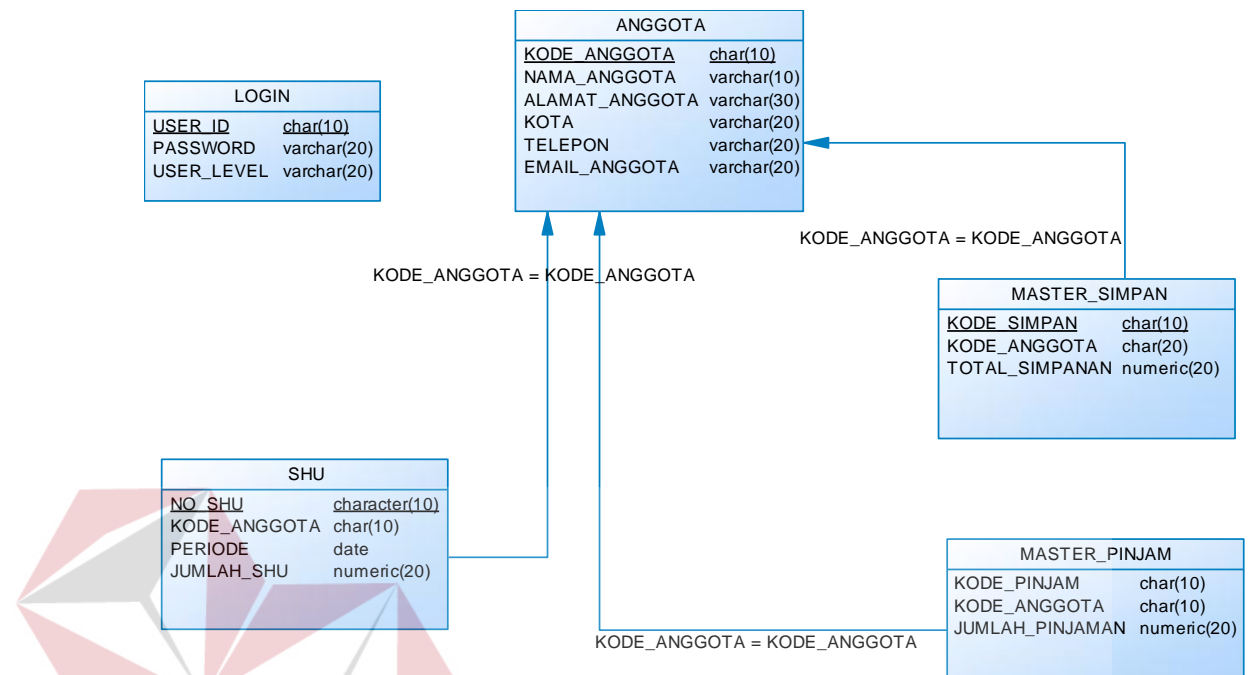 ANGGOTA
KODE_ANGGOTA char(10)
NAMA_ANGGOTA varchar(10)
ALAMAT_ANGGOTA varchar(30)
KOTA varchar(20)
TELEPON varchar(20)
EMAIL_ANGGOTA varchar(20)
LOGIN
USER_ID char(10)
PASSWORD varchar(20)
USER_LEVEL varchar(20)
KODE_ANGGOTA = KODE_ANGGOTA
KODE_ANGGOTA = KODE_ANGGOTA
MASTER_SIMPAN
KODE_SIMPAN char(10)
KODE_ANGGOTA char(20)
TOTAL_SIMPANAN numeric(20)
SHU
NO_SHU character(10)
KODE_ANGGOTA char(10)
PERIODE date
JUMLAH_SHU numeric(20)
MASTER_PINJAM
KODE_PINJAM char(10)
KODE_ANGGOTA char(10)
JUMLAH_PINJAMAN numeric(20)
KODE_ANGGOTA = KODE_ANGGOTA